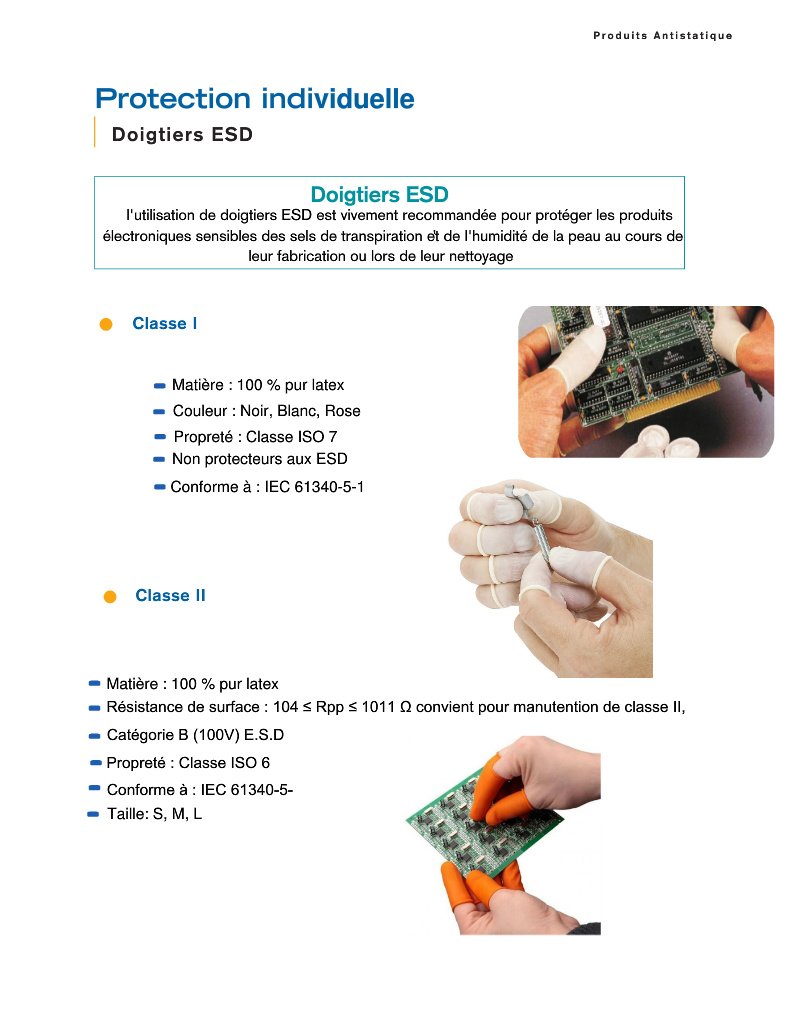 Produits Antistatique
Protection individuelle
Doigtiers ESD
Doigtiers ESD
l'utilisation de doigtiers ESD est vivement recommandée pour protéger les produits
électroniques sensibles des sels de transpiration et de l'humidité de la peau au cours de
leur fabrication ou lors de leur nettoyage
Classe I
Matière : 100 % pur latex
Couleur : Noir, Blanc, Rose
Propreté : Classe ISO 7
Non protecteurs aux ESD
Conforme à : IEC 61340-5-1
Classe II
Matière : 100 % pur latex
Résistance de surface : 104 ≤ Rpp ≤ 1011 Ω convient pour manutention de classe II,
Catégorie B (100V) E.S.D
Propreté : Classe ISO 6
Conforme à : IEC 61340-5-
Taille: S, M, L